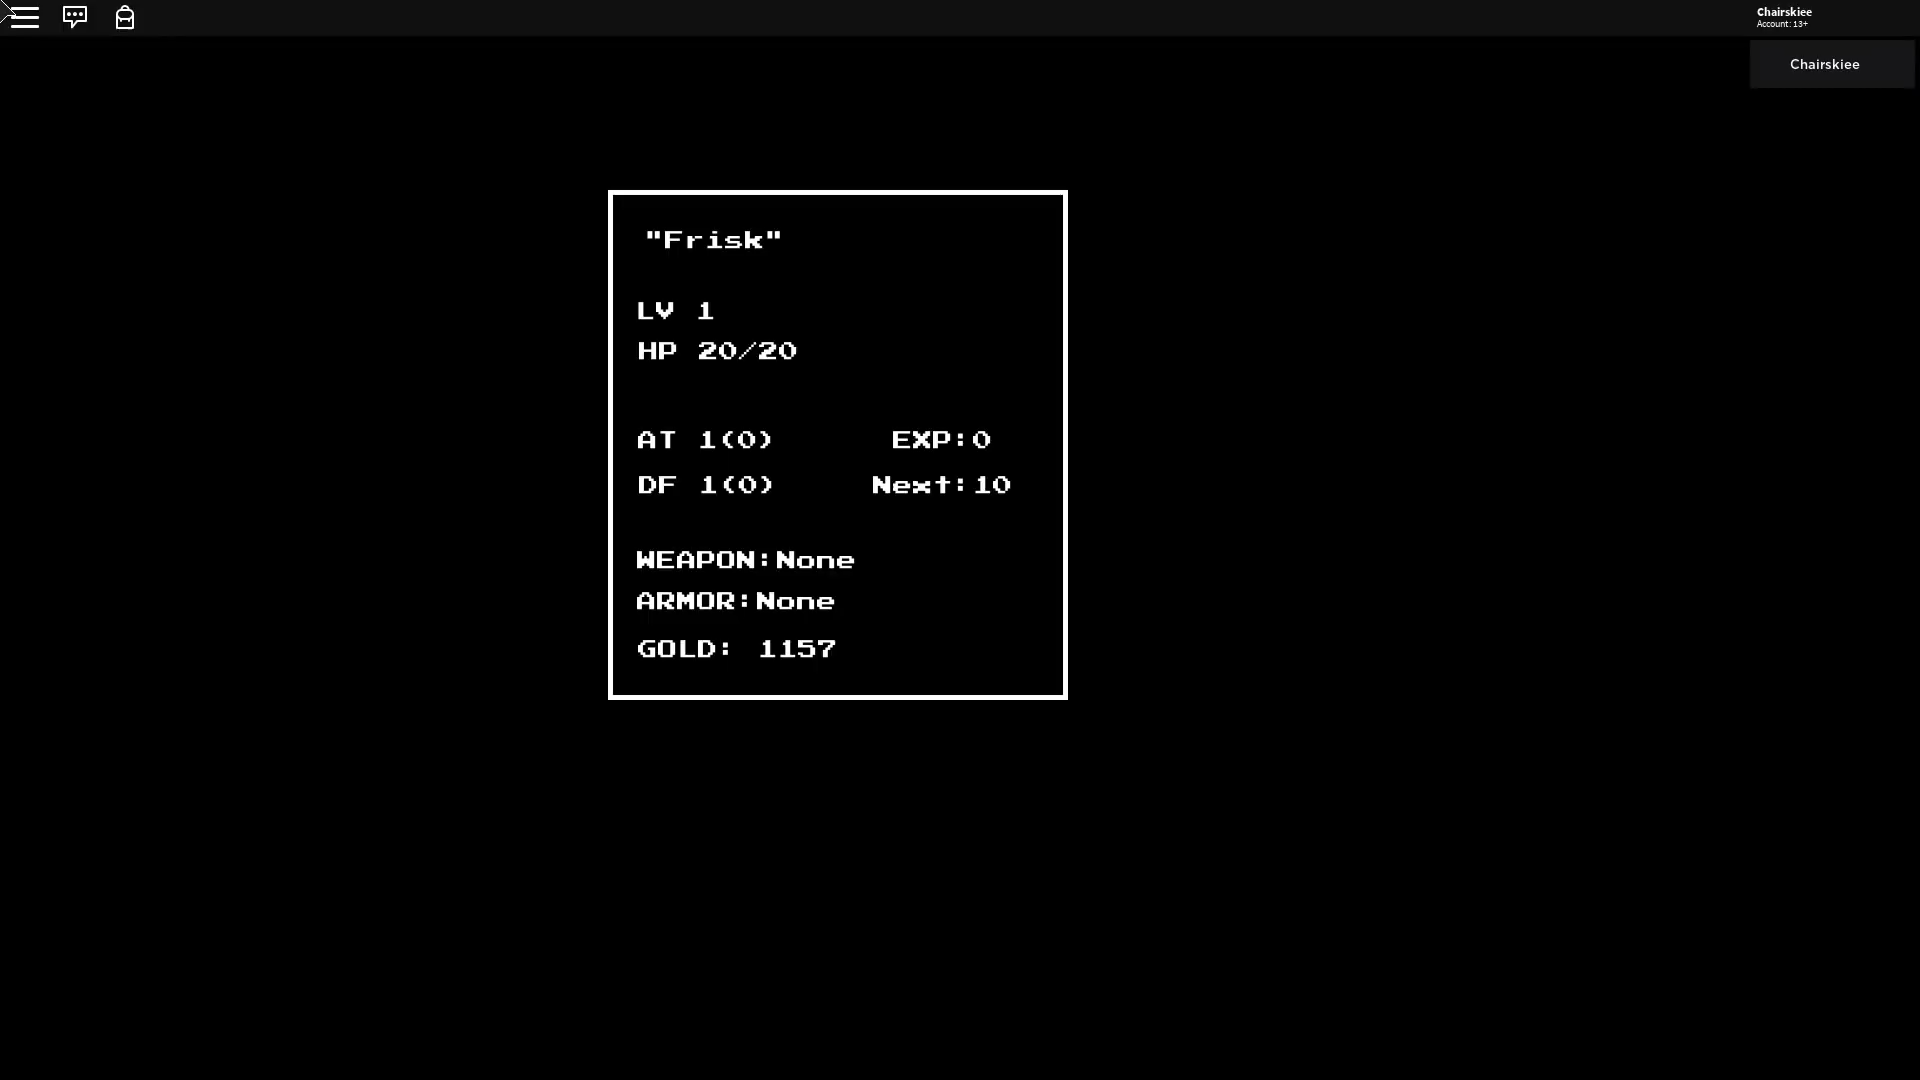 Chairskiee
Account: 13+
Chairskiee
"Frisk"
LV 1
HP 20/20
AT 1(0) EXP:0
DF 1(0) Next:10
WEAPON:None
ARMOR:None
GOLD: 1157